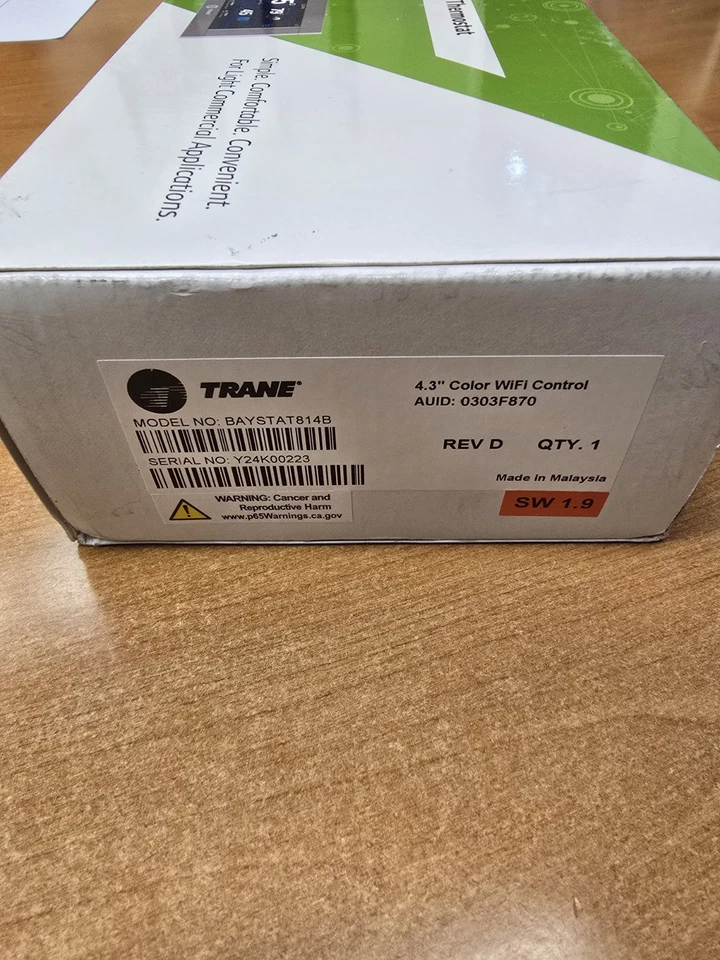 Thermostat
Simple. Comfortable. Convenient.
For Light Commercial Applications.
TRANE®
4.3" Color WiFi Control
AUID: 0303F870
MODEL NO: BAYSTAT814B
REV D QTY. 1
SERIAL NO: Y24K00223
Made in Malaysia
WARNING: Cancer and
Reproductive Harm
www.p65Warnings.ca.gov
SW 1.9